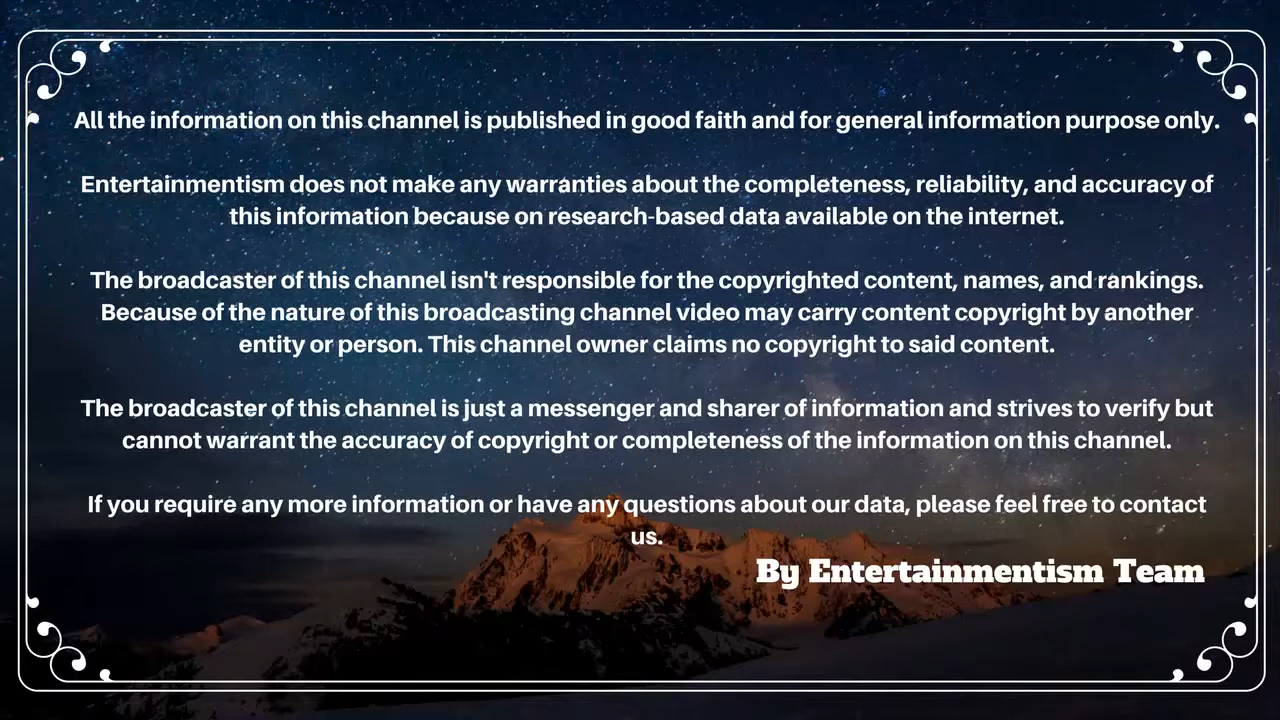 All the information on this channel is published in good faith and for general information purpose only.
Entertainmentism does not make any warranties about the completeness, reliability, and accuracy of
this information because on research-based data available on the internet.
The broadcaster of this channel isn't responsible for the copyrighted content, names, and rankings.
Because of the nature of this broadcasting channel video may carry content copyright by another
entity or person. This channel owner claims no copyright to said content.
The broadcaster of this channel is just a messenger and sharer of information and strives to verify but
cannot warrant the accuracy of copyright or completeness of the information on this channel.
If you require any more information or have any questions about our data, please feel free to contact
us.
By Entertainmentism Team